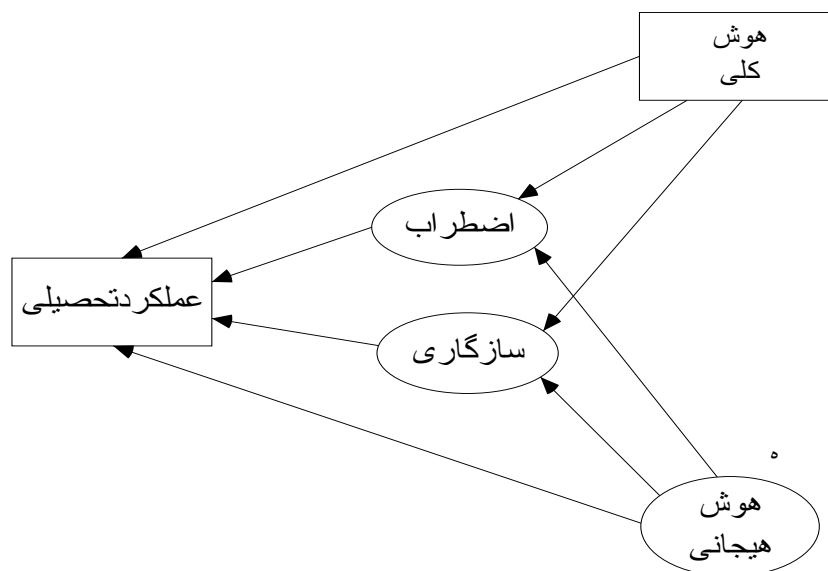 هوش
کلی
اضطراب
عملکردتحصیلی
سازگاری
ه
هوش
هیجانی